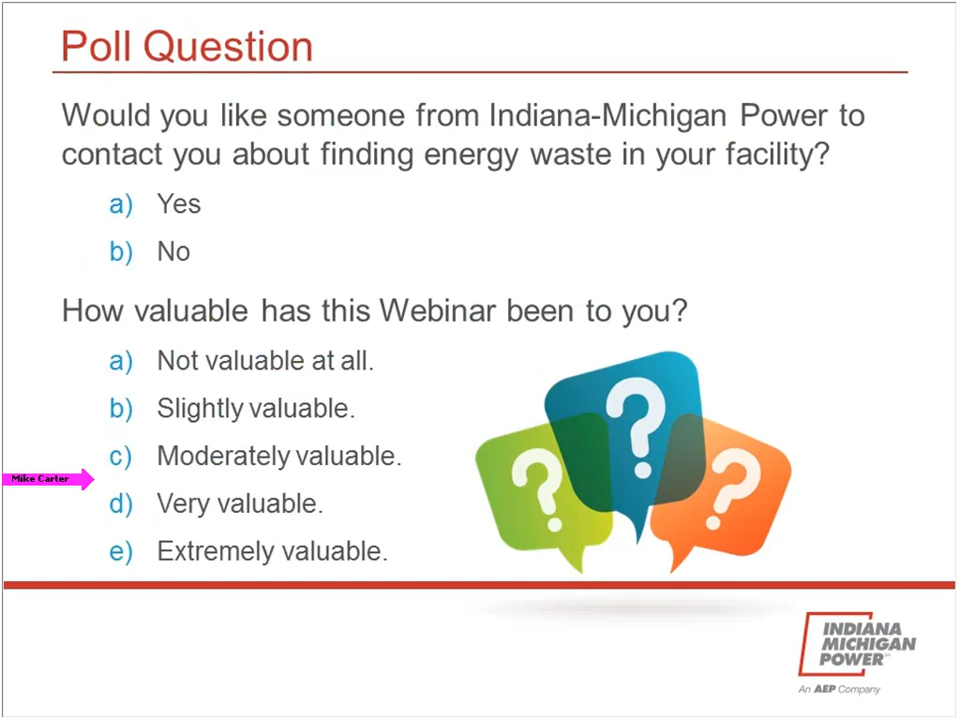 Poll Question
Would you like someone from Indiana-Michigan Power to
contact you about finding energy waste in your facility?
a) Yes
b) No
How valuable has this Webinar been to you?
a) Not valuable at all.
b) Slightly valuable.
c) Moderately valuable.
Mike Carter
d) Very valuable.
e) Extremely valuable.
? ? ?
INDIANA
MICHIGAN
POWER
An AEP Company